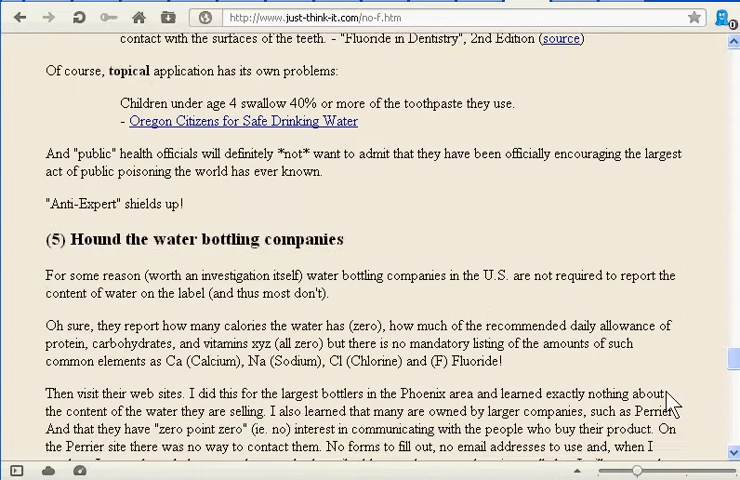 http://www.just-think-it.com/no-f.htm
contact with the surfaces of the teeth. - "Fluoride in Dentistry", 2nd Edition (source)
Of course, topical application has its own problems:
Children under age 4 swallow 40% or more of the toothpaste they use.
- Oregon Citizens for Safe Drinking Water
And "public" health officials will definitely *not* want to admit that they have been officially encouraging the largest
act of public poisoning the world has ever known.
"Anti-Expert" shields up!
(5) Hound the water bottling companies
For some reason (worth an investigation itself) water bottling companies in the U.S. are not required to report the
content of water on the label (and thus most don't).
Oh sure, they report how many calories the water has (zero), how much of the recommended daily allowance of
protein, carbohydrates, and vitamins xyz (all zero) but there is no mandatory listing of the amounts of such
common elements as Ca (Calcium), Na (Sodium), Cl (Chlorine) and (F) Fluoride!
Then visit their web sites. I did this for the largest bottlers in the Phoenix area and learned exactly nothing about
the content of the water they are selling. I also learned that many are owned by larger companies, such as Perrier.
And that they have "zero point zero" (ie. no) interest in communicating with the people who buy their product. On
the Perrier site there was no way to contact them. No forms to fill out, no email addresses to use and, when I